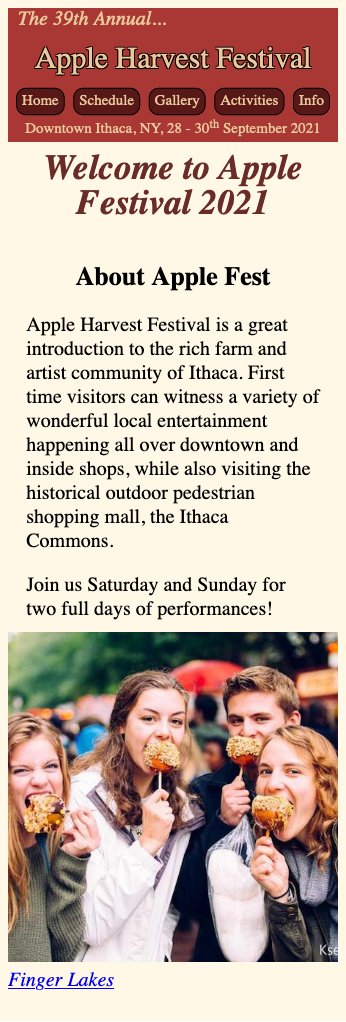 The 39th Annual...
Apple Harvest Festival
Home Schedule Gallery Activities Info
Downtown Ithaca, NY, 28 - 30th September 2021
Welcome to Apple
Festival 2021
About Apple Fest
Apple Harvest Festival is a great
introduction to the rich farm and
artist community of Ithaca. First
time visitors can witness a variety of
wonderful local entertainment
happening all over downtown and
inside shops, while also visiting the
historical outdoor pedestrian
shopping mall, the Ithaca
Commons.
Join us Saturday and Sunday for
two full days of performances!
Kse
Finger Lakes